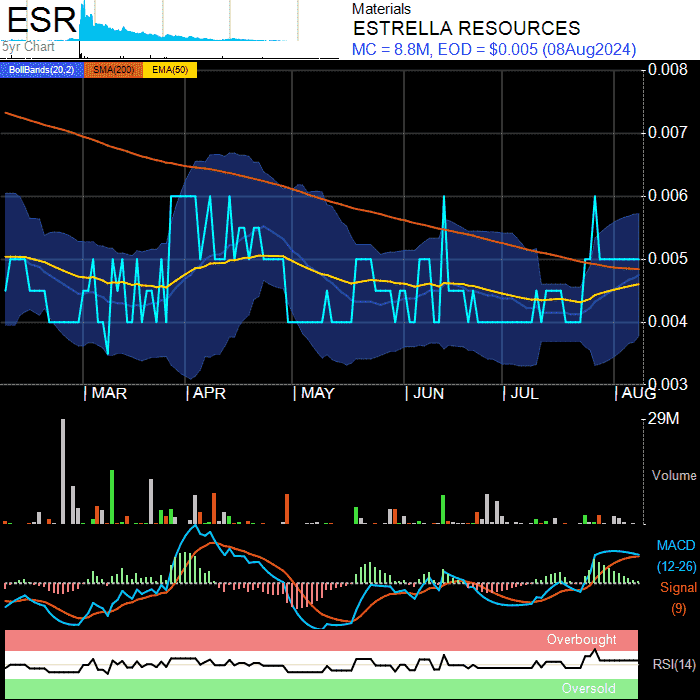 ESR
5yr Chart
Materials
ESTRELLA RESOURCES
MC = 8.8M, EOD = $0.005 (08Aug2024)
BollBands(20,2) SMA(200) EMA(50)
0.008
0.007
0.006
0.005
0.004
0.003
| MAR | APR | MAY | JUN | JUL | AUG
29M
Volume
MACD
(12-26)
Signal
(9)
Overbought
RSI(14)
Oversold